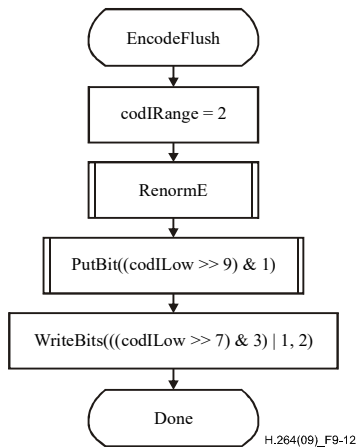 EncodeFlush
codIRange = 2
RenormE
PutBit((codILow >> 9) & 1)
WriteBits(((codILow >> 7) & 3) | 1, 2)
Done
H.264(09)_F9-12